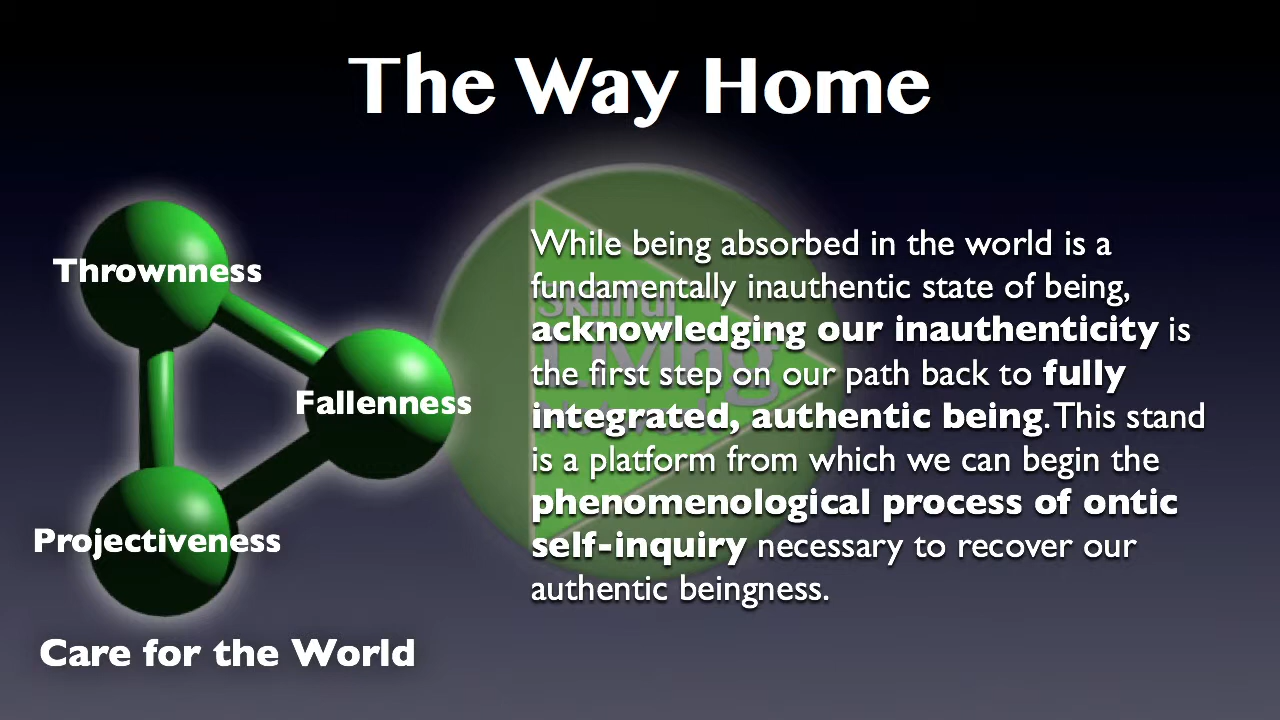 The Way Home
Thrownness
Fallenness
Projectiveness
Care for the World
While being absorbed in the world is a
fundamentally inauthentic state of being,
acknowledging our inauthenticity is
the first step on our path back to fully
integrated, authentic being. This stand
is a platform from which we can begin the
phenomenological process of ontic
self-inquiry necessary to recover our
authentic beingness.
Skillful
Living
Network